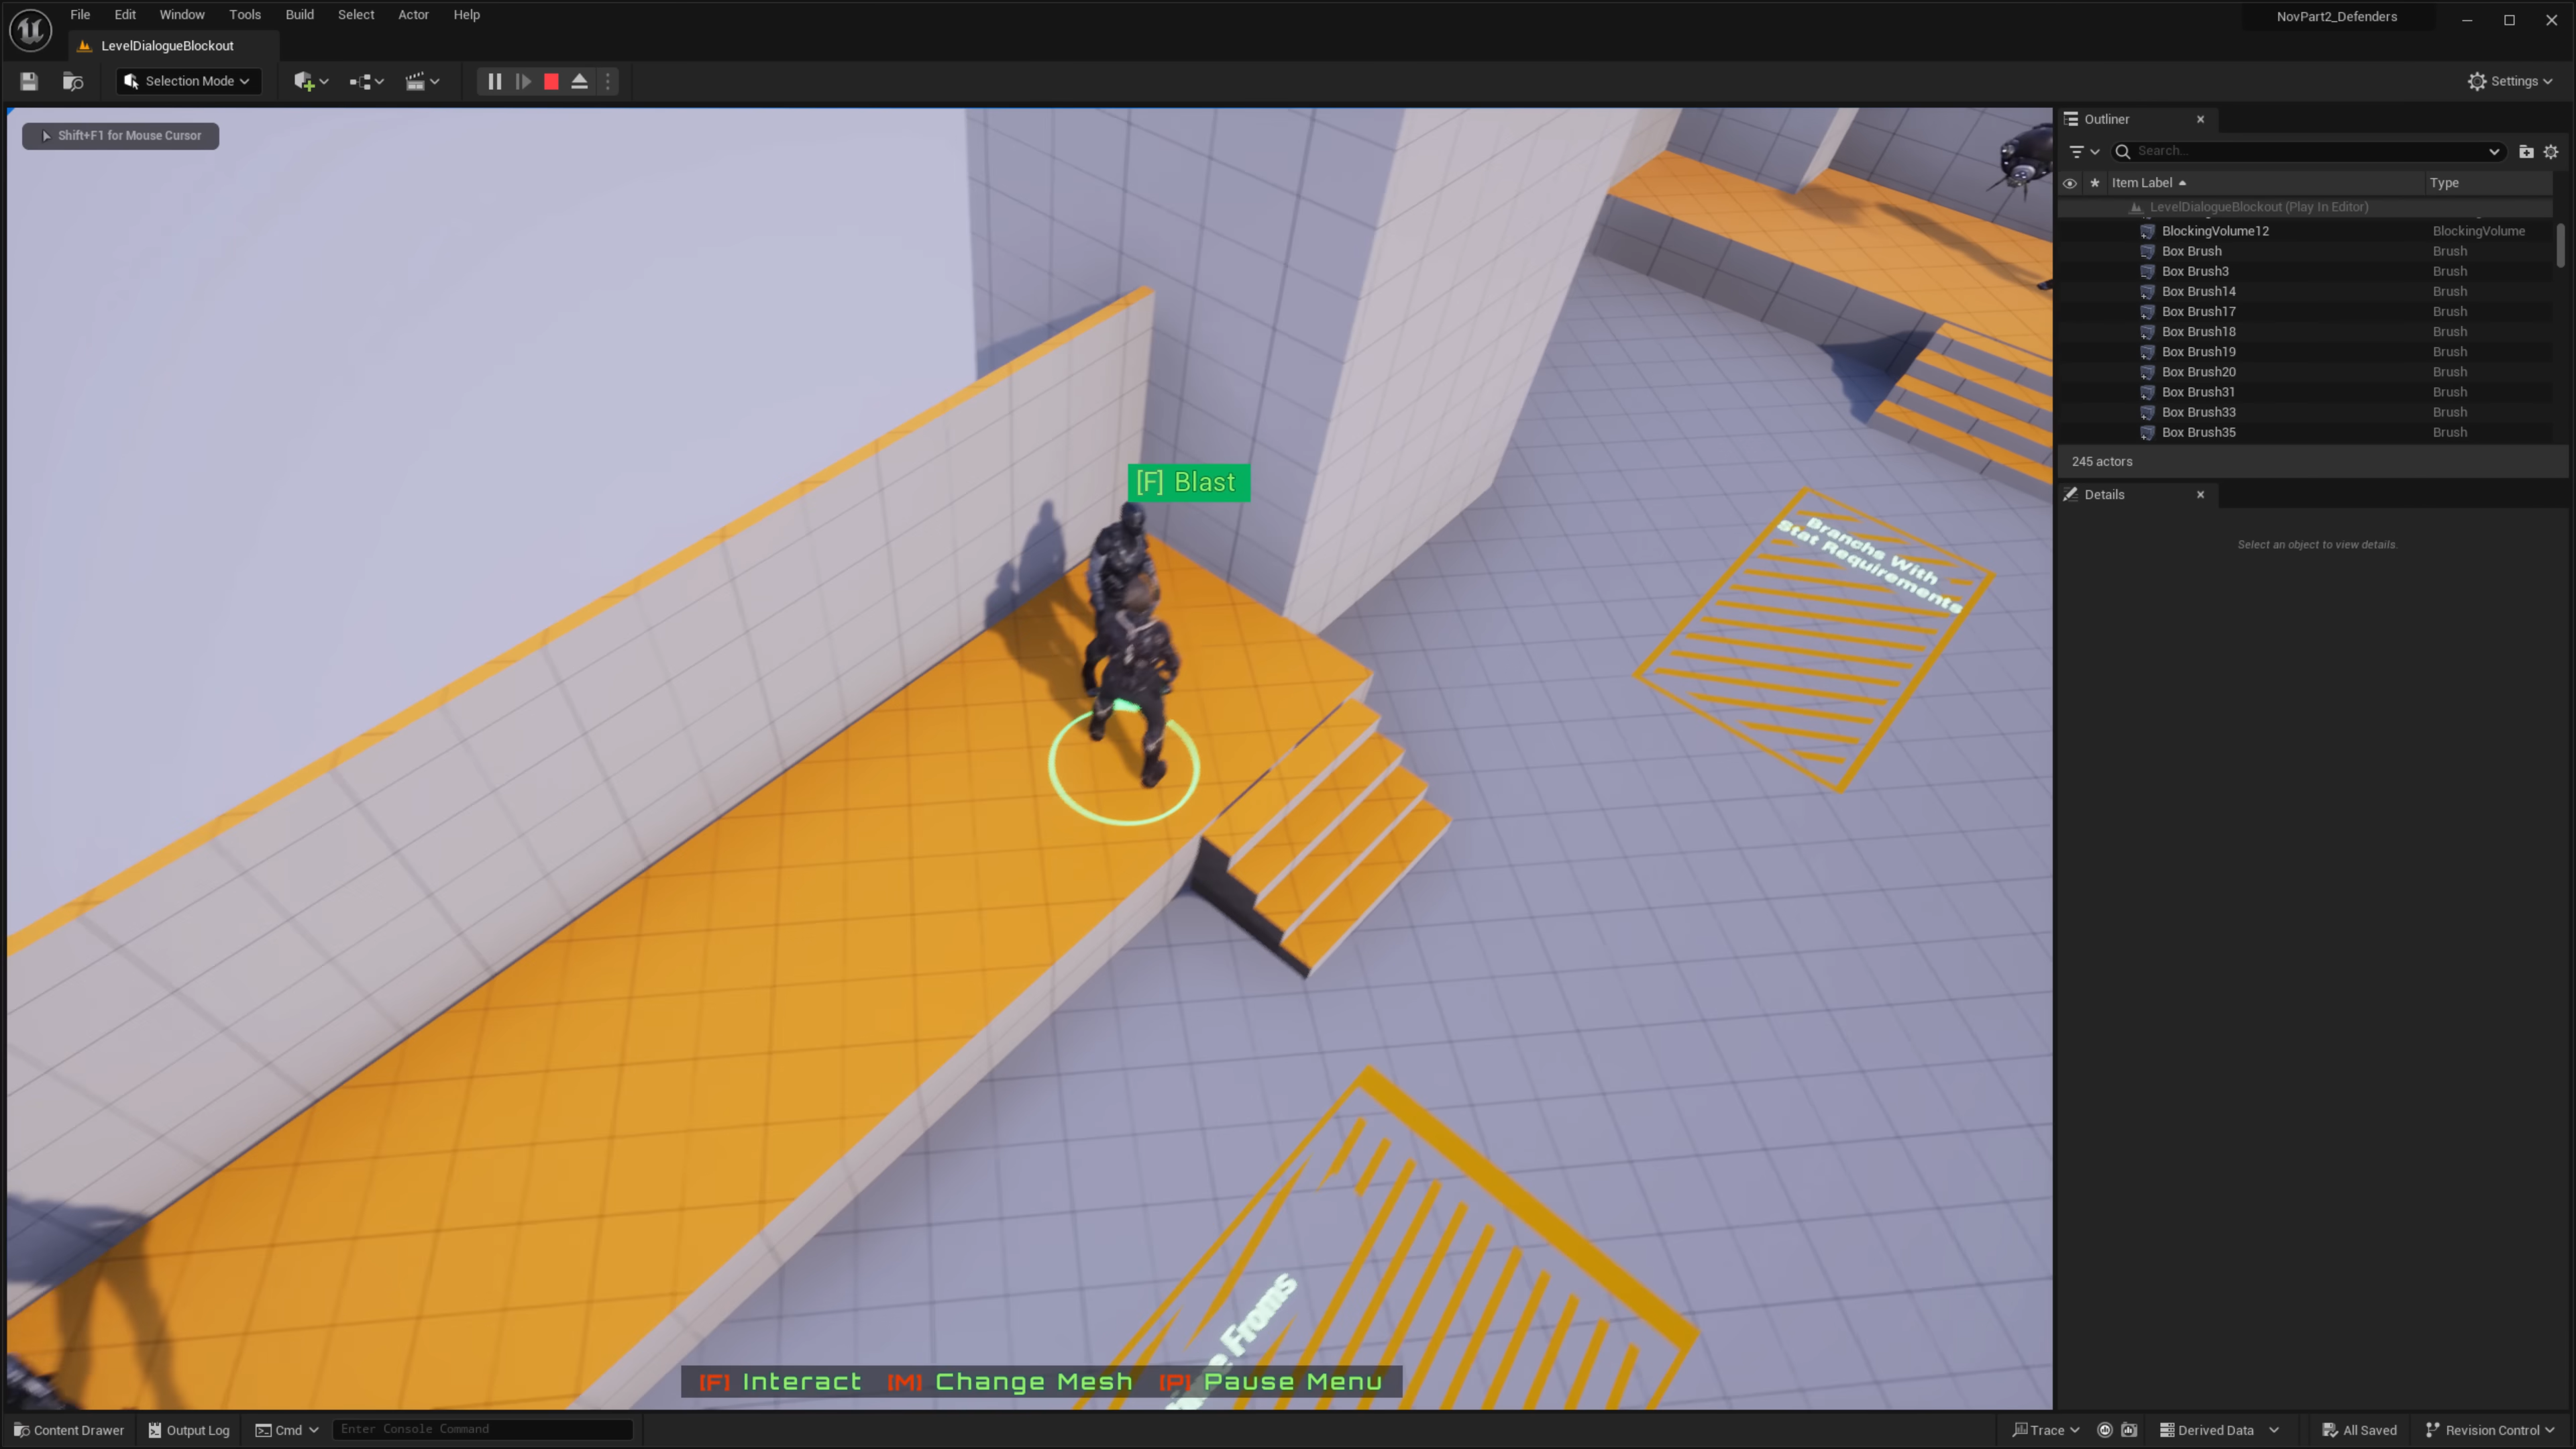 File Edit Window Tools Build Select Actor Help
NovPart2_Defenders
LevelDialogueBlockout
Selection Mode
Settings
Shift+F1 for Mouse Cursor
Outliner
Search...
Item Label Type
LevelDialogueBlockout (Play In Editor)
BlockingVolume12 BlockingVolume
Box Brush Brush
Box Brush3 Brush
Box Brush14 Brush
Box Brush17 Brush
Box Brush18 Brush
Box Brush19 Brush
Box Brush20 Brush
Box Brush31 Brush
Box Brush33 Brush
Box Brush35 Brush
245 actors
Details
Select an object to view details.
[F] Blast
Branchs With
Stat Requirements
Froms
[F] Interact [M] Change Mesh [P] Pause Menu
Content Drawer Output Log Cmd Enter Console Command
Trace Derived Data All Saved Revision Control